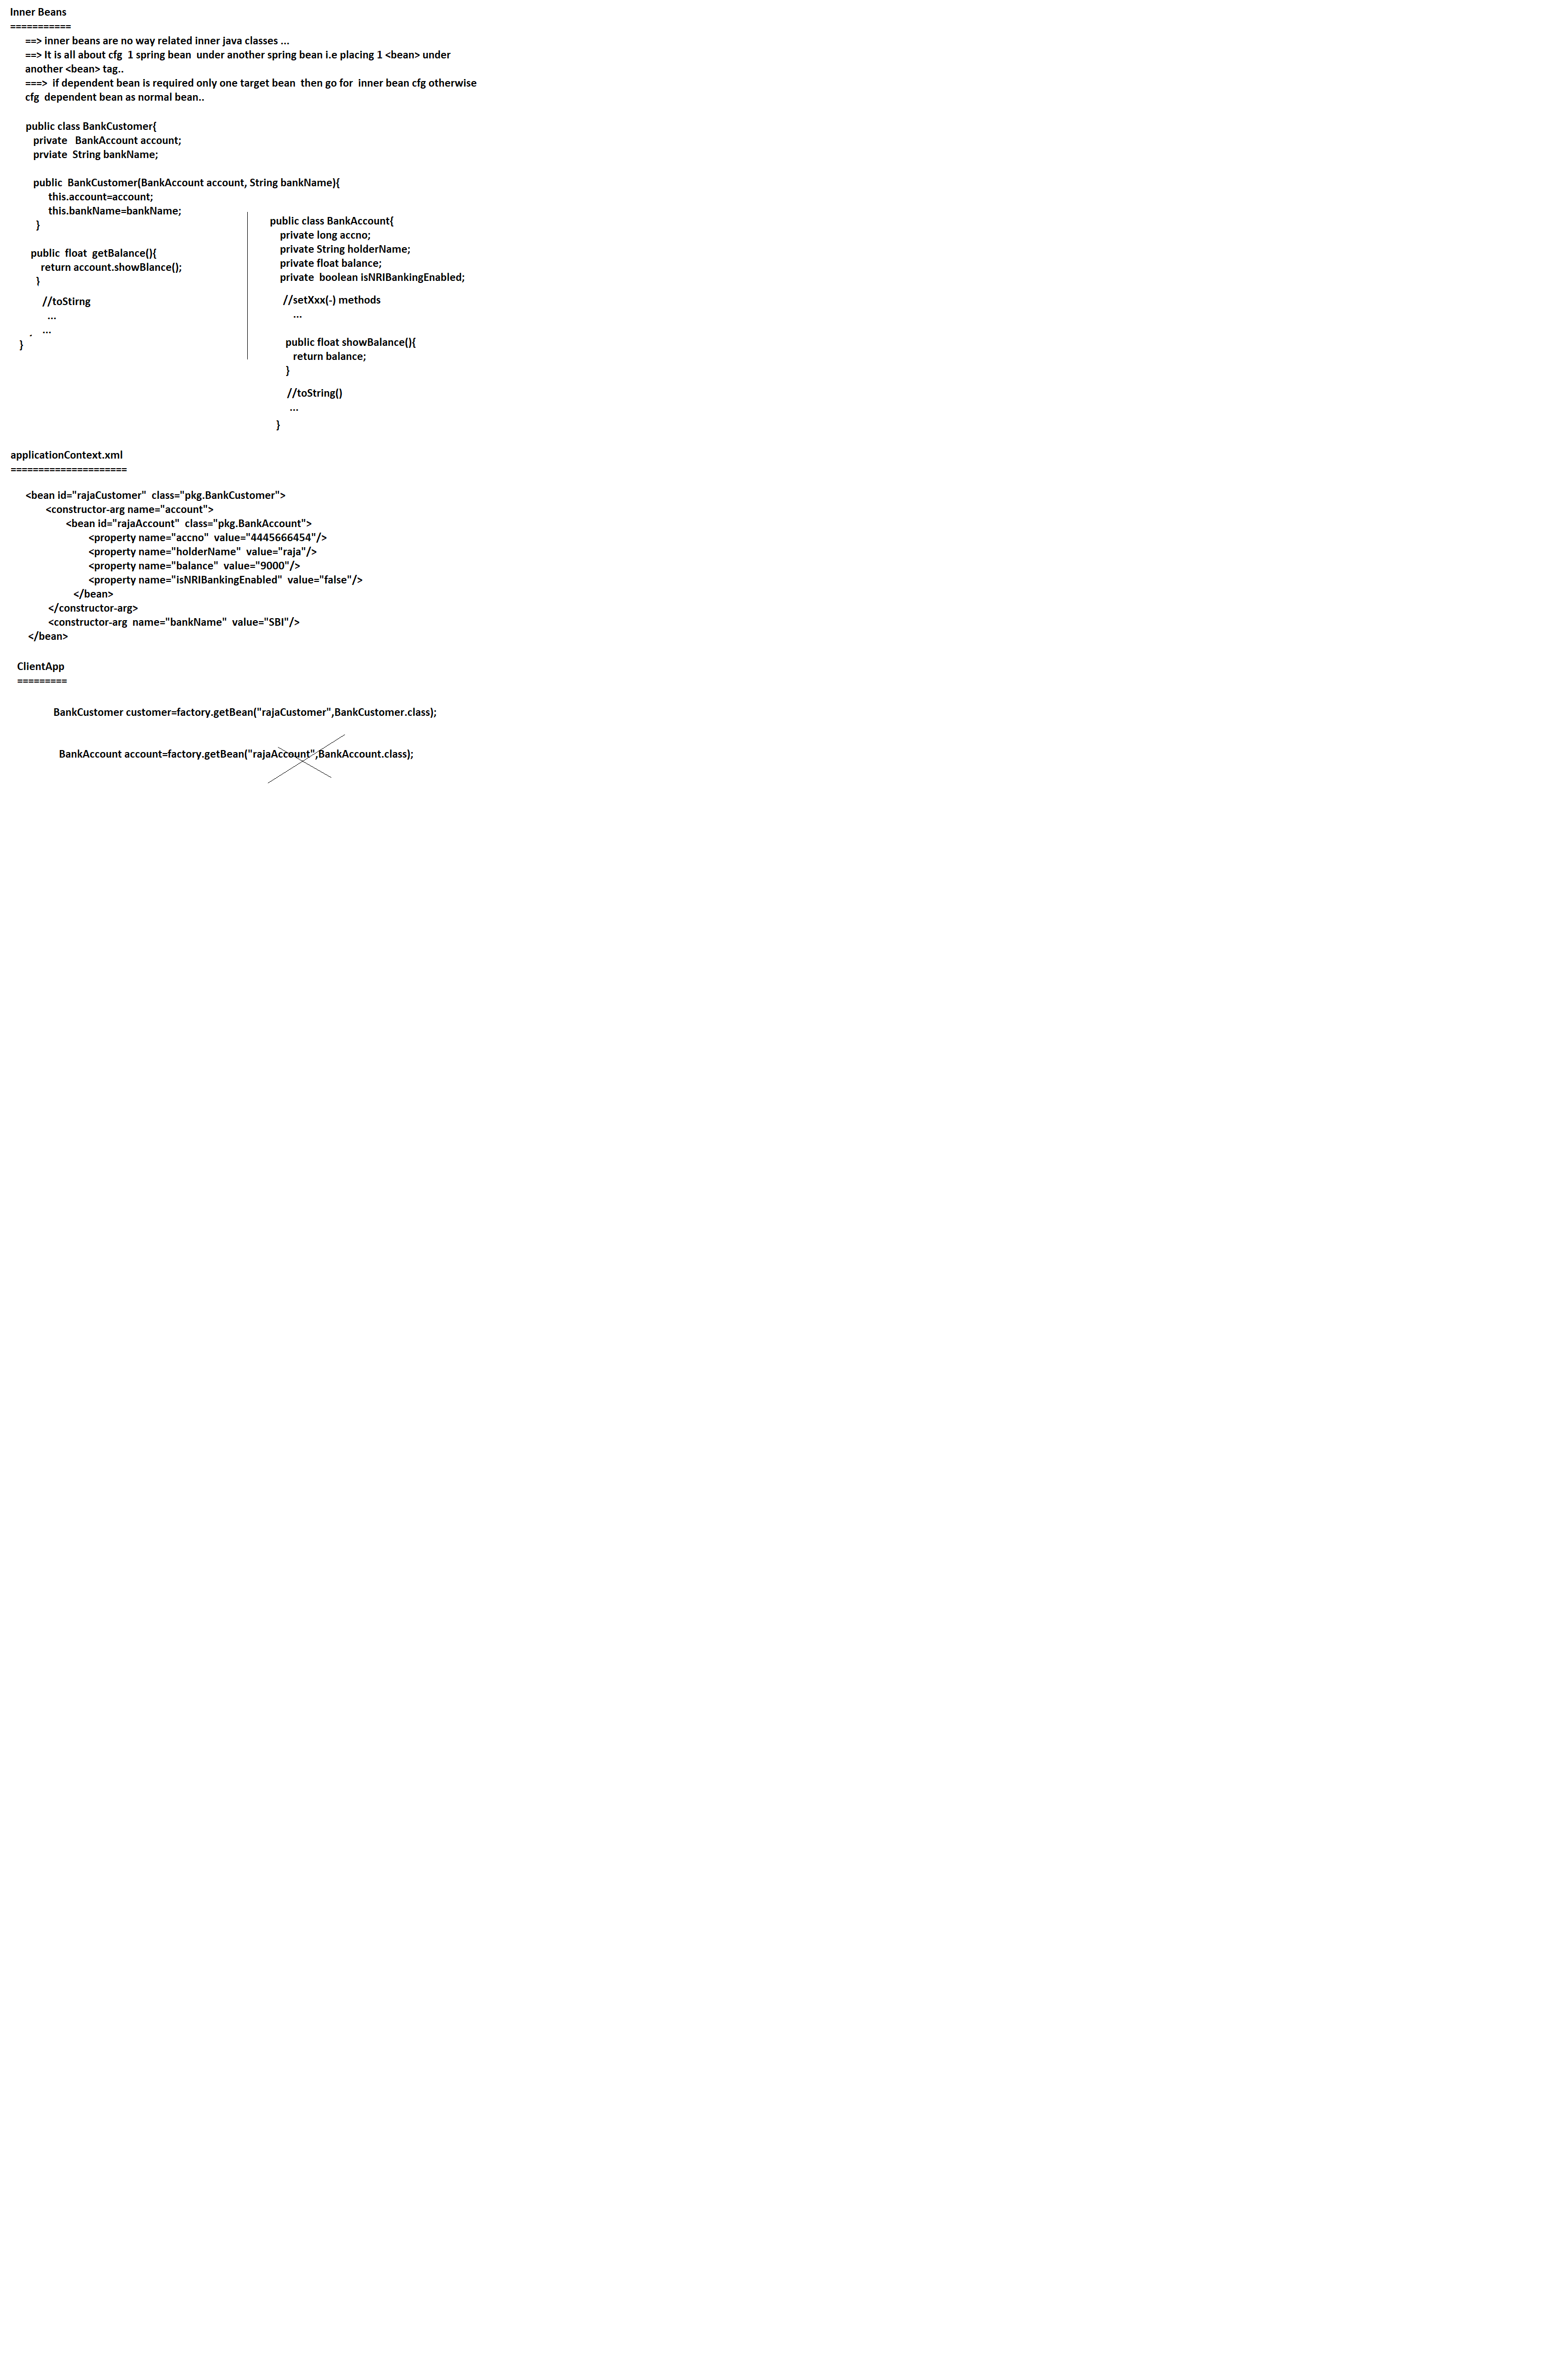 Inner Beans
===========
==> inner beans are no way related inner java classes ...
==> It is all about cfg 1 spring bean under another spring bean i.e placing 1 <bean> under
another <bean> tag..
===> if dependent bean is required only one target bean then go for inner bean cfg otherwise
cfg dependent bean as normal bean..
public class BankCustomer{
private BankAccount account;
prviate String bankName;
public BankCustomer(BankAccount account, String bankName){
this.account=account;
this.bankName=bankName;
}
public float getBalance(){
return account.showBlance();
}
//toStirng
...
. ...
}
public class BankAccount{
private long accno;
private String holderName;
private float balance;
private boolean isNRIBankingEnabled;
//setXxx(-) methods
...
public float showBalance(){
return balance;
}
//toString()
...
}
applicationContext.xml
=====================
<bean id="rajaCustomer" class="pkg.BankCustomer">
<constructor-arg name="account">
<bean id="rajaAccount" class="pkg.BankAccount">
<property name="accno" value="4445666454"/>
<property name="holderName" value="raja"/>
<property name="balance" value="9000"/>
<property name="isNRIBankingEnabled" value="false"/>
</bean>
</constructor-arg>
<constructor-arg name="bankName" value="SBI"/>
</bean>
ClientApp
=========
BankCustomer customer=factory.getBean("rajaCustomer",BankCustomer.class);
BankAccount account=factory.getBean("rajaAccount",BankAccount.class);